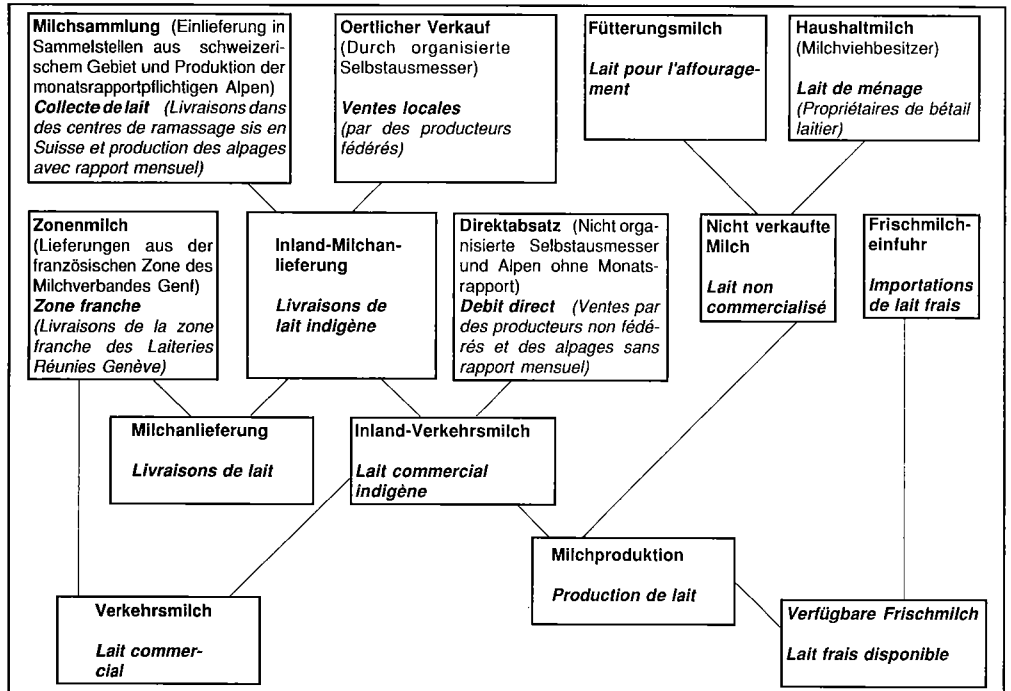 Milchsammlung (Einlieferung in
Sammelstellen aus schweizeri-
schem Gebiet und Produktion der
monatsrapportpflichtigen Alpen)
Collecte de lait (Livraisons dans
des centres de ramassage sis en
Suisse et production des alpages
avec rapport mensuel)
Oertlicher Verkauf
(Durch organisierte
Selbstausmesser)
Ventes locales
(par des producteurs
fédérés)
Fütterungsmilch
Lait pour l'affourage-
ment
Haushaltmilch
(Milchviehbesitzer)
Lait de ménage
(Propriétaires de bétail
laitier)
Zonenmilch
(Lieferungen aus der
französischen Zone des
Milchverbandes Genf)
Zone franche
(Livraisons de la zone
franche des Laiteries
Réunies Genève)
Inland-Milchan-
lieferung
Livraisons de
lait indigène
Direktabsatz (Nicht orga-
nisierte Selbstausmesser
und Alpen ohne Monats-
rapport)
Debit direct (Ventes par
des producteurs non fédé-
rés et des alpages sans
rapport mensuel)
Nicht verkaufte
Milch
Lait non
commercialisé
Frischmilch-
einfuhr
Importations
de lait frais
Milchanlieferung
Livraisons de lait
Inland-Verkehrsmilch
Lait commercial
indigène
Milchproduktion
Production de lait
Verkehrsmilch
Lait commer-
cial
Verfügbare Frischmilch
Lait frais disponible